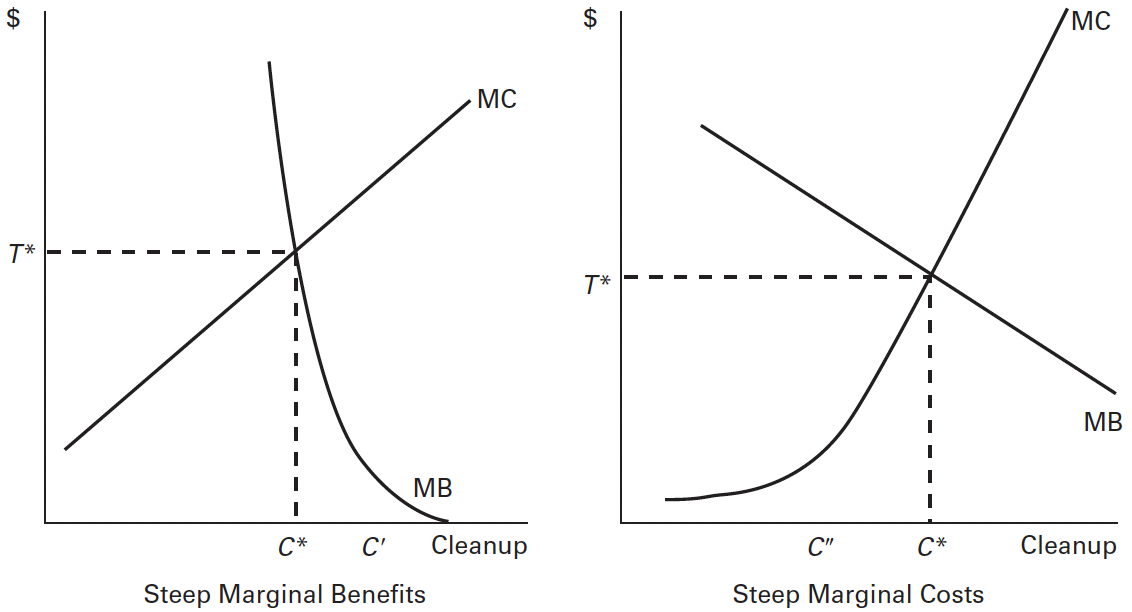 $
MC
T*
MB
C*
C′
Cleanup
Steep Marginal Benefits
$
MC
T*
MB
C″
C*
Cleanup
Steep Marginal Costs